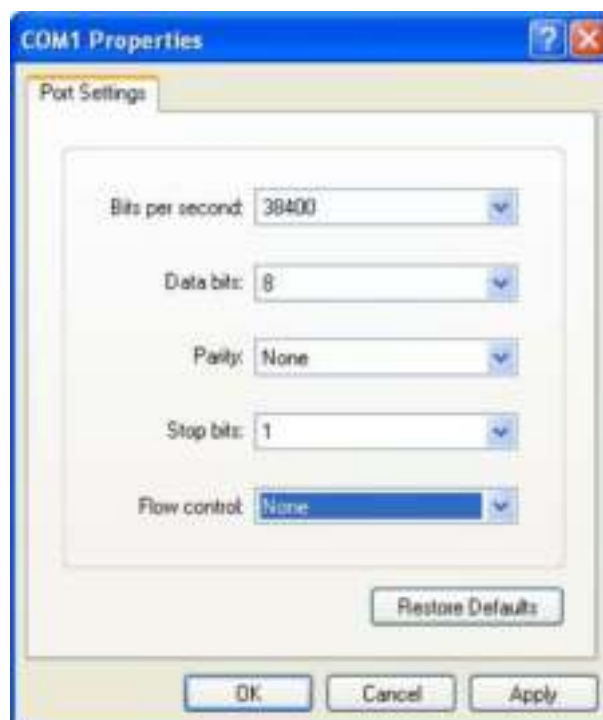 COM1 Properties
Port Settings
Bits per second: 38400
Data bits: 8
Parity: None
Stop bits: 1
Flow control: None
Restore Defaults
OK Cancel Apply